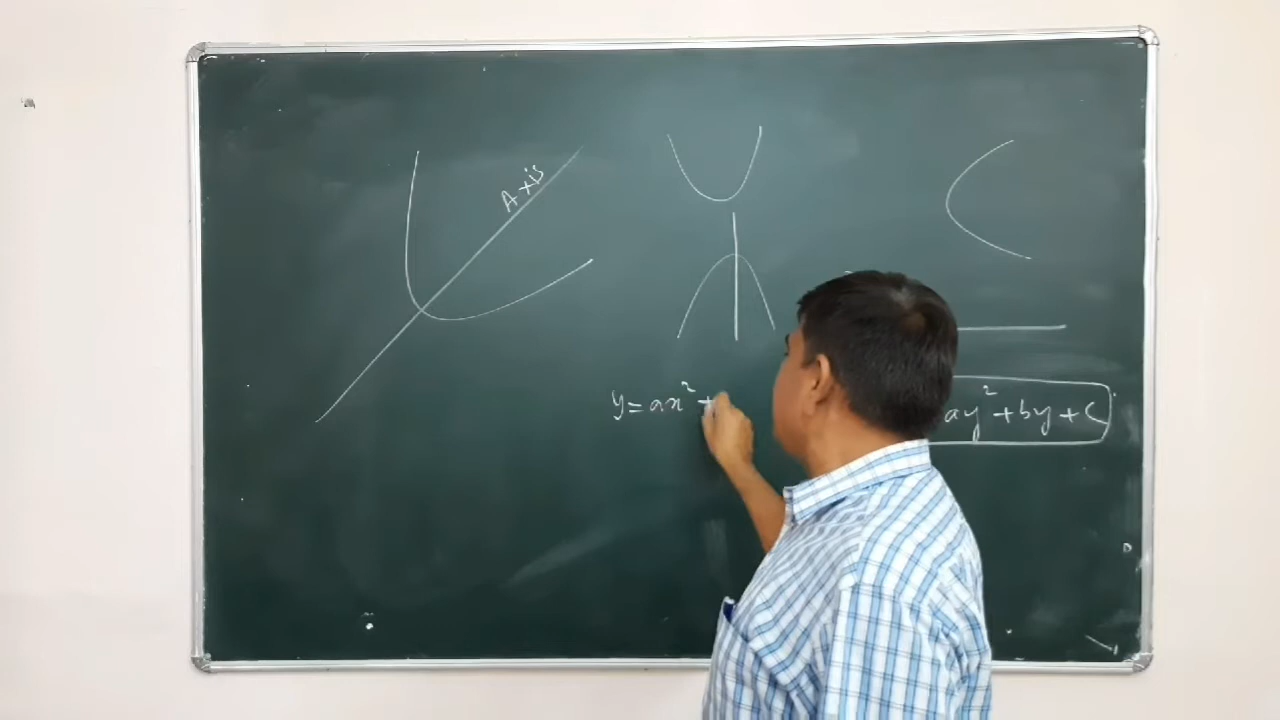 Axis
y = ax² +
ay² + by + c